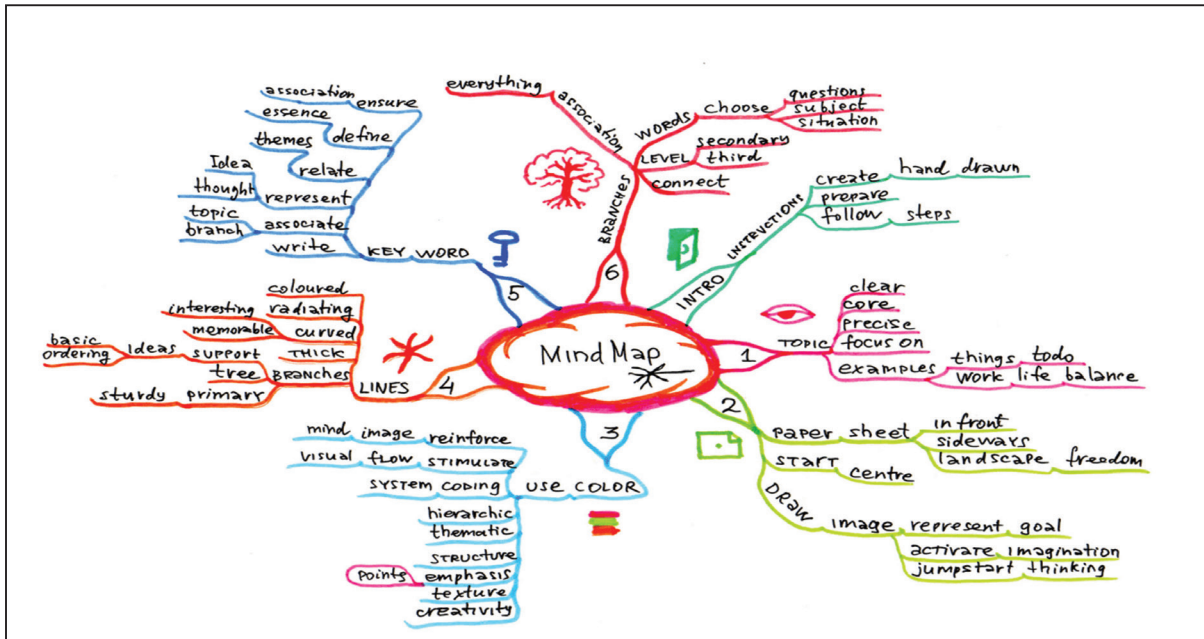 Mind Map
INTRO INSTRUCTIONS
create hand drawn
prepare
follow steps
1 TOPIC
clear
core
precise
focus on
examples
things todo
work life balance
2
paper sheet
in front
sidewars
landscape freedom
START centre
DRAW image represent goal
activate imagination
jumpstart thinking
3 USE COLOR
mind image reinforce
visual flow STIMULATE
SYSTEM CODING
hierarchic
thematic
STRUCTURE
points emphasis
texture
creativity
4 LINES
coloured
interesting radiating
memorable curved
THICK
basic
ordering Ideas support
tree BRANCHES
sturdy primary
5 KEY WORD
association ensure
essence define
themes relate
Idea
thought represent
topic
branch associate
write
6 BRANCHES
everything association
WORDS choose
questions
subject
situation
LEVEL
secondary
third
connect